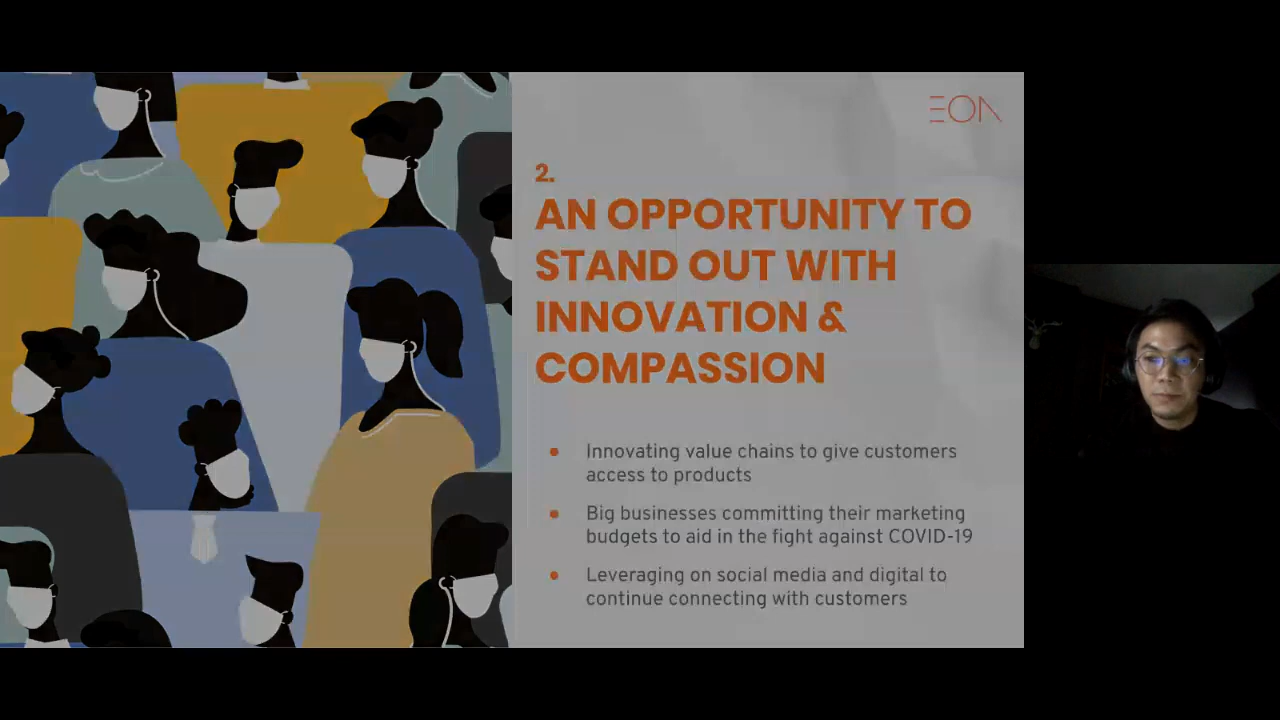 EON
2.
AN OPPORTUNITY TO
STAND OUT WITH
INNOVATION &
COMPASSION
Innovating value chains to give customers
access to products
Big businesses committing their marketing
budgets to aid in the fight against COVID-19
Leveraging on social media and digital to
continue connecting with customers